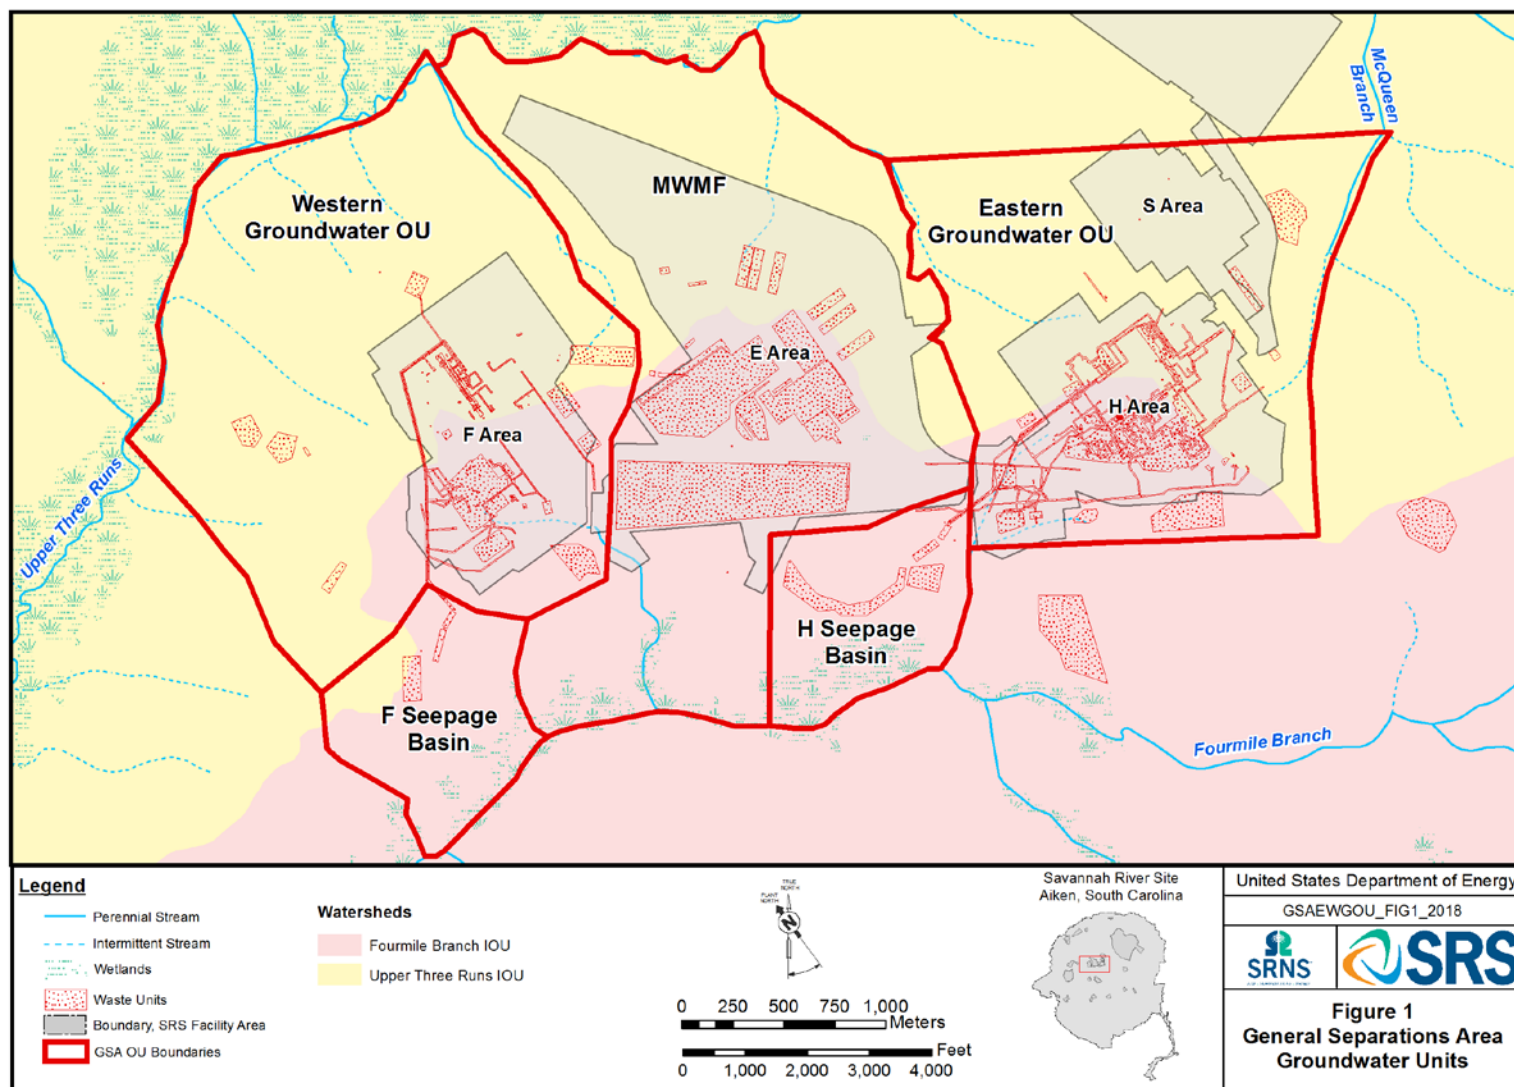 McQueen
Branch
Western
Groundwater OU
MWMF
Eastern
Groundwater OU
S Area
E Area
F Area
H Area
Upper Three Runs
H Seepage
Basin
F Seepage
Basin
Fourmile Branch
Legend
Perennial Stream
Intermittent Stream
Wetlands
Waste Units
Boundary, SRS Facility Area
GSA OU Boundaries
Watersheds
Fourmile Branch IOU
Upper Three Runs IOU
TRUE
NORTH
PLANT
NORTH
N
0 250 500 750 1,000
Meters
Feet
0 1,000 2,000 3,000 4,000
Savannah River Site
Aiken, South Carolina
United States Department of Energy
GSAEWGOU_FIG1_2018
SRNS
SRS
Figure 1
General Separations Area
Groundwater Units